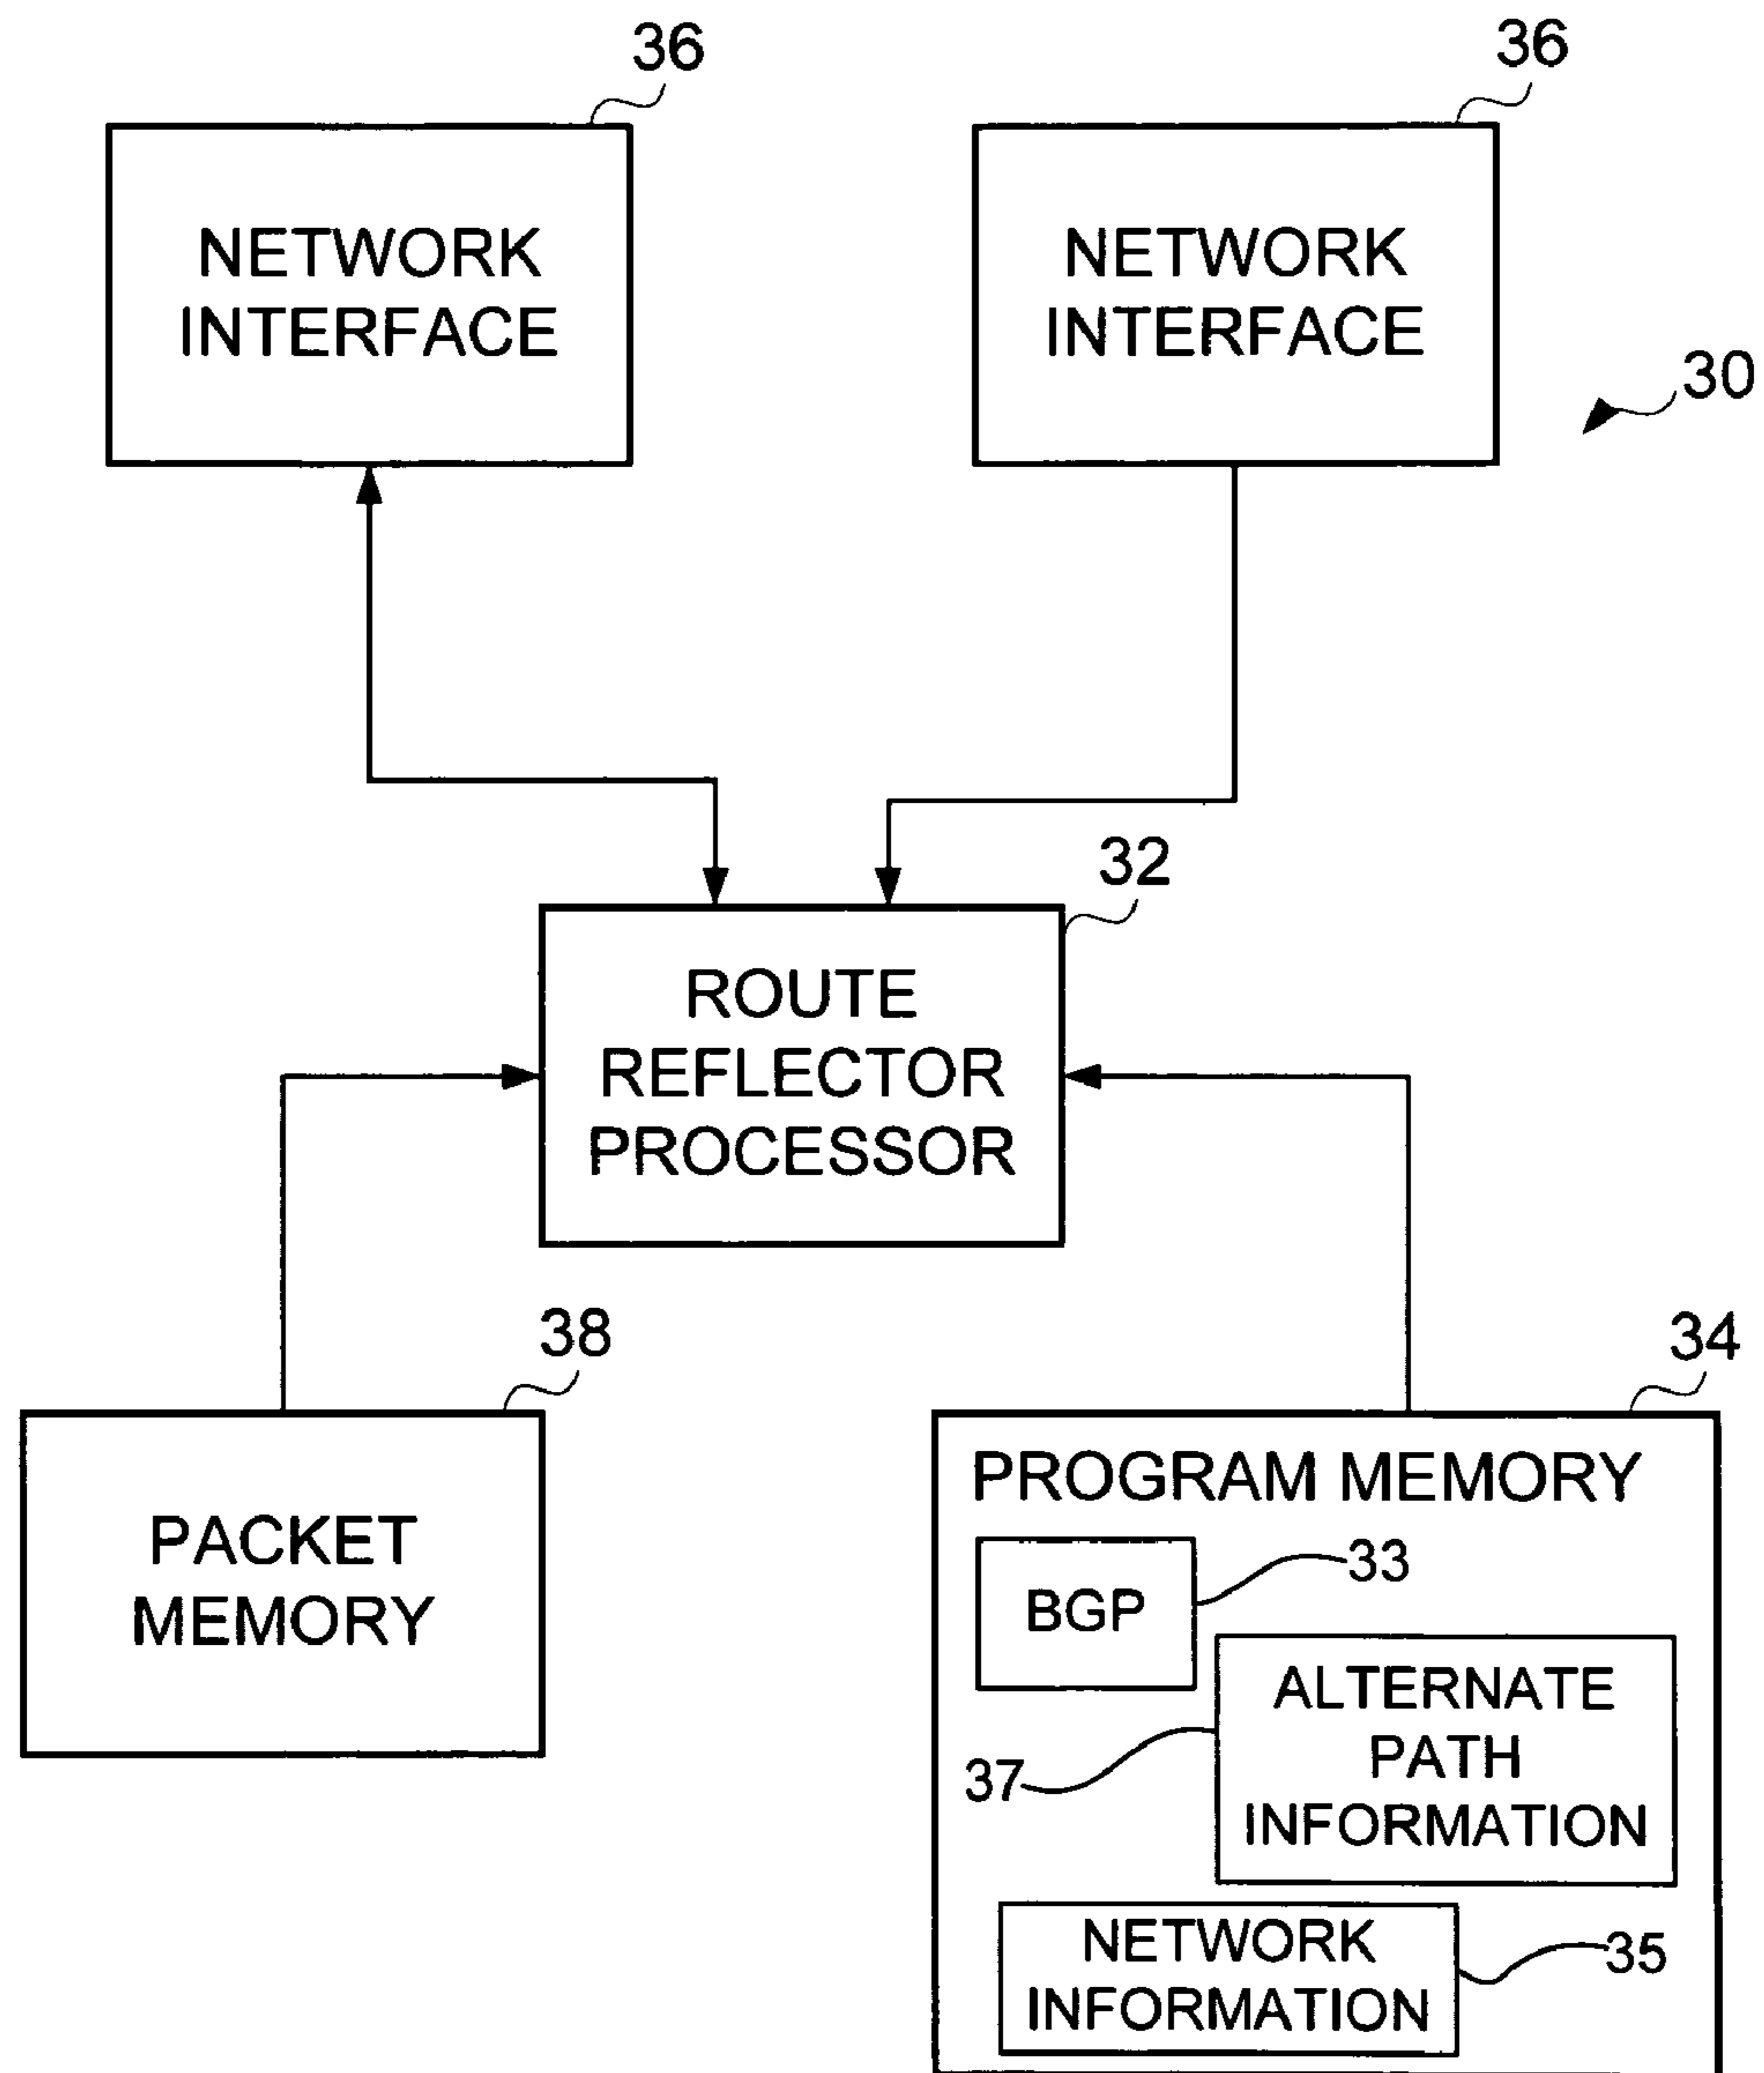 36
36
NETWORK
INTERFACE
NETWORK
INTERFACE
30
32
ROUTE
REFLECTOR
PROCESSOR
38
34
PACKET
MEMORY
PROGRAM MEMORY
BGP
33
ALTERNATE
PATH
INFORMATION
37
NETWORK
INFORMATION
35